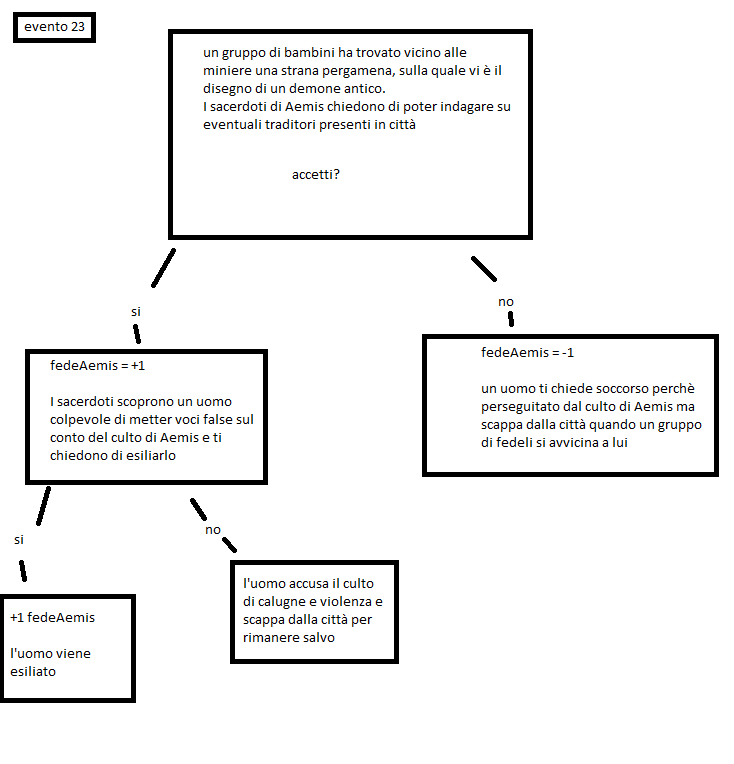 evento 23
un gruppo di bambini ha trovato vicino alle
miniere una strana pergamena, sulla quale vi è il
disegno di un demone antico.
I sacerdoti di Aemis chiedono di poter indagare su
eventuali traditori presenti in città
accetti?
si
no
fedeAemis = +1
I sacerdoti scoprono un uomo
colpevole di metter voci false sul
conto del culto di Aemis e ti
chiedono di esiliarlo
fedeAemis = -1
un uomo ti chiede soccorso perchè
perseguitato dal culto di Aemis ma
scappa dalla città quando un gruppo
di fedeli si avvicina a lui
si
no
+1 fedeAemis
l'uomo viene
esiliato
l'uomo accusa il culto
di calugne e violenza e
scappa dalla città per
rimanere salvo